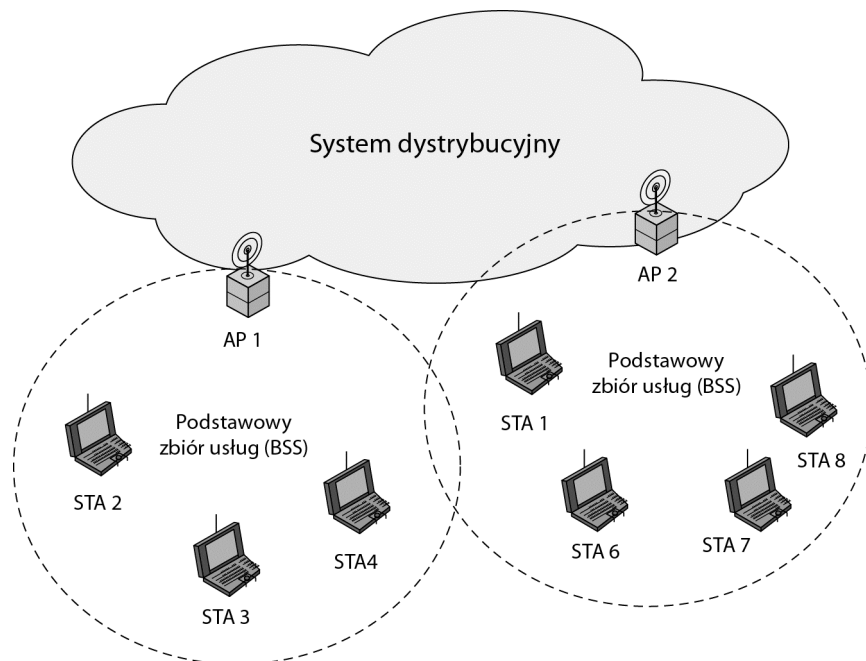 System dystrybucyjny
AP 2
AP 1
Podstawowy
zbiór usług (BSS)
STA 1
STA 8
Podstawowy
zbiór usług (BSS)
STA 2
STA4
STA 6
STA 7
STA 3